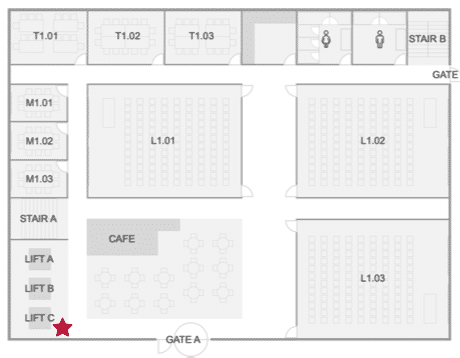 T1.01
T1.02
T1.03
STAIR B
GATE
M1.01
M1.02
M1.03
L1.01
L1.02
STAIR A
CAFE
LIFT A
LIFT B
LIFT C
L1.03
GATE A